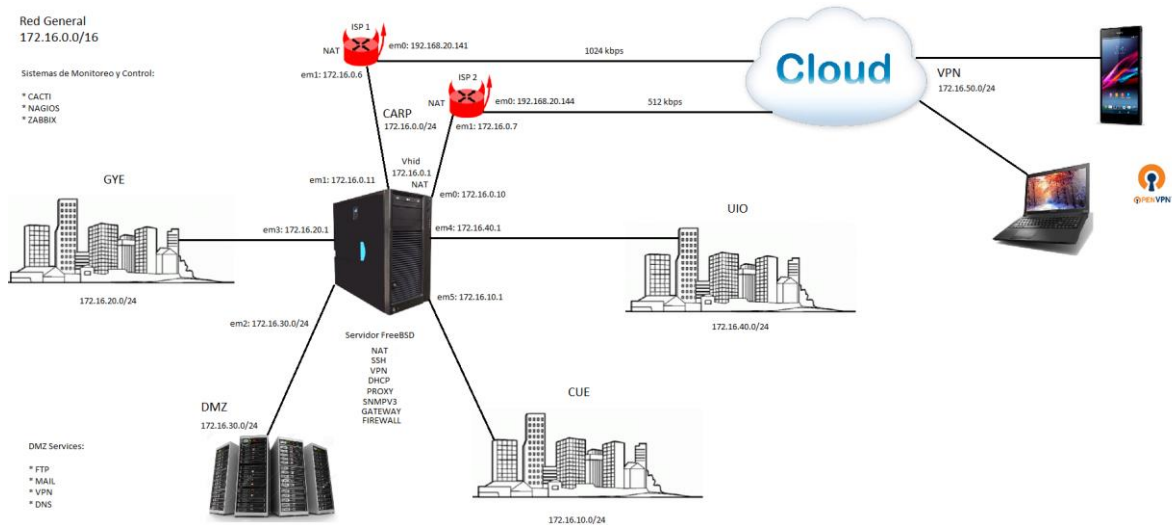 Red General
172.16.0.0/16
Sistemas de Monitoreo y Control:
* CACTI
* NAGIOS
* ZABBIX
ISP 1
NAT
em0: 192.168.20.141
em1: 172.16.0.6
1024 kbps
ISP 2
NAT
em0: 192.168.20.144
em1: 172.16.0.7
512 kbps
Cloud
VPN
172.16.50.0/24
OPENVPN
CARP
172.16.0.0/24
Vhid
172.16.0.1
NAT
em1: 172.16.0.11
em0: 172.16.0.10
GYE
em3: 172.16.20.1
172.16.20.0/24
em4: 172.16.40.1
UIO
172.16.40.0/24
em5: 172.16.10.1
em2: 172.16.30.0/24
Servidor FreeBSD
NAT
SSH
VPN
DHCP
PROXY
SNMPV3
GATEWAY
FIREWALL
CUE
172.16.10.0/24
DMZ
172.16.30.0/24
DMZ Services:
* FTP
* MAIL
* VPN
* DNS